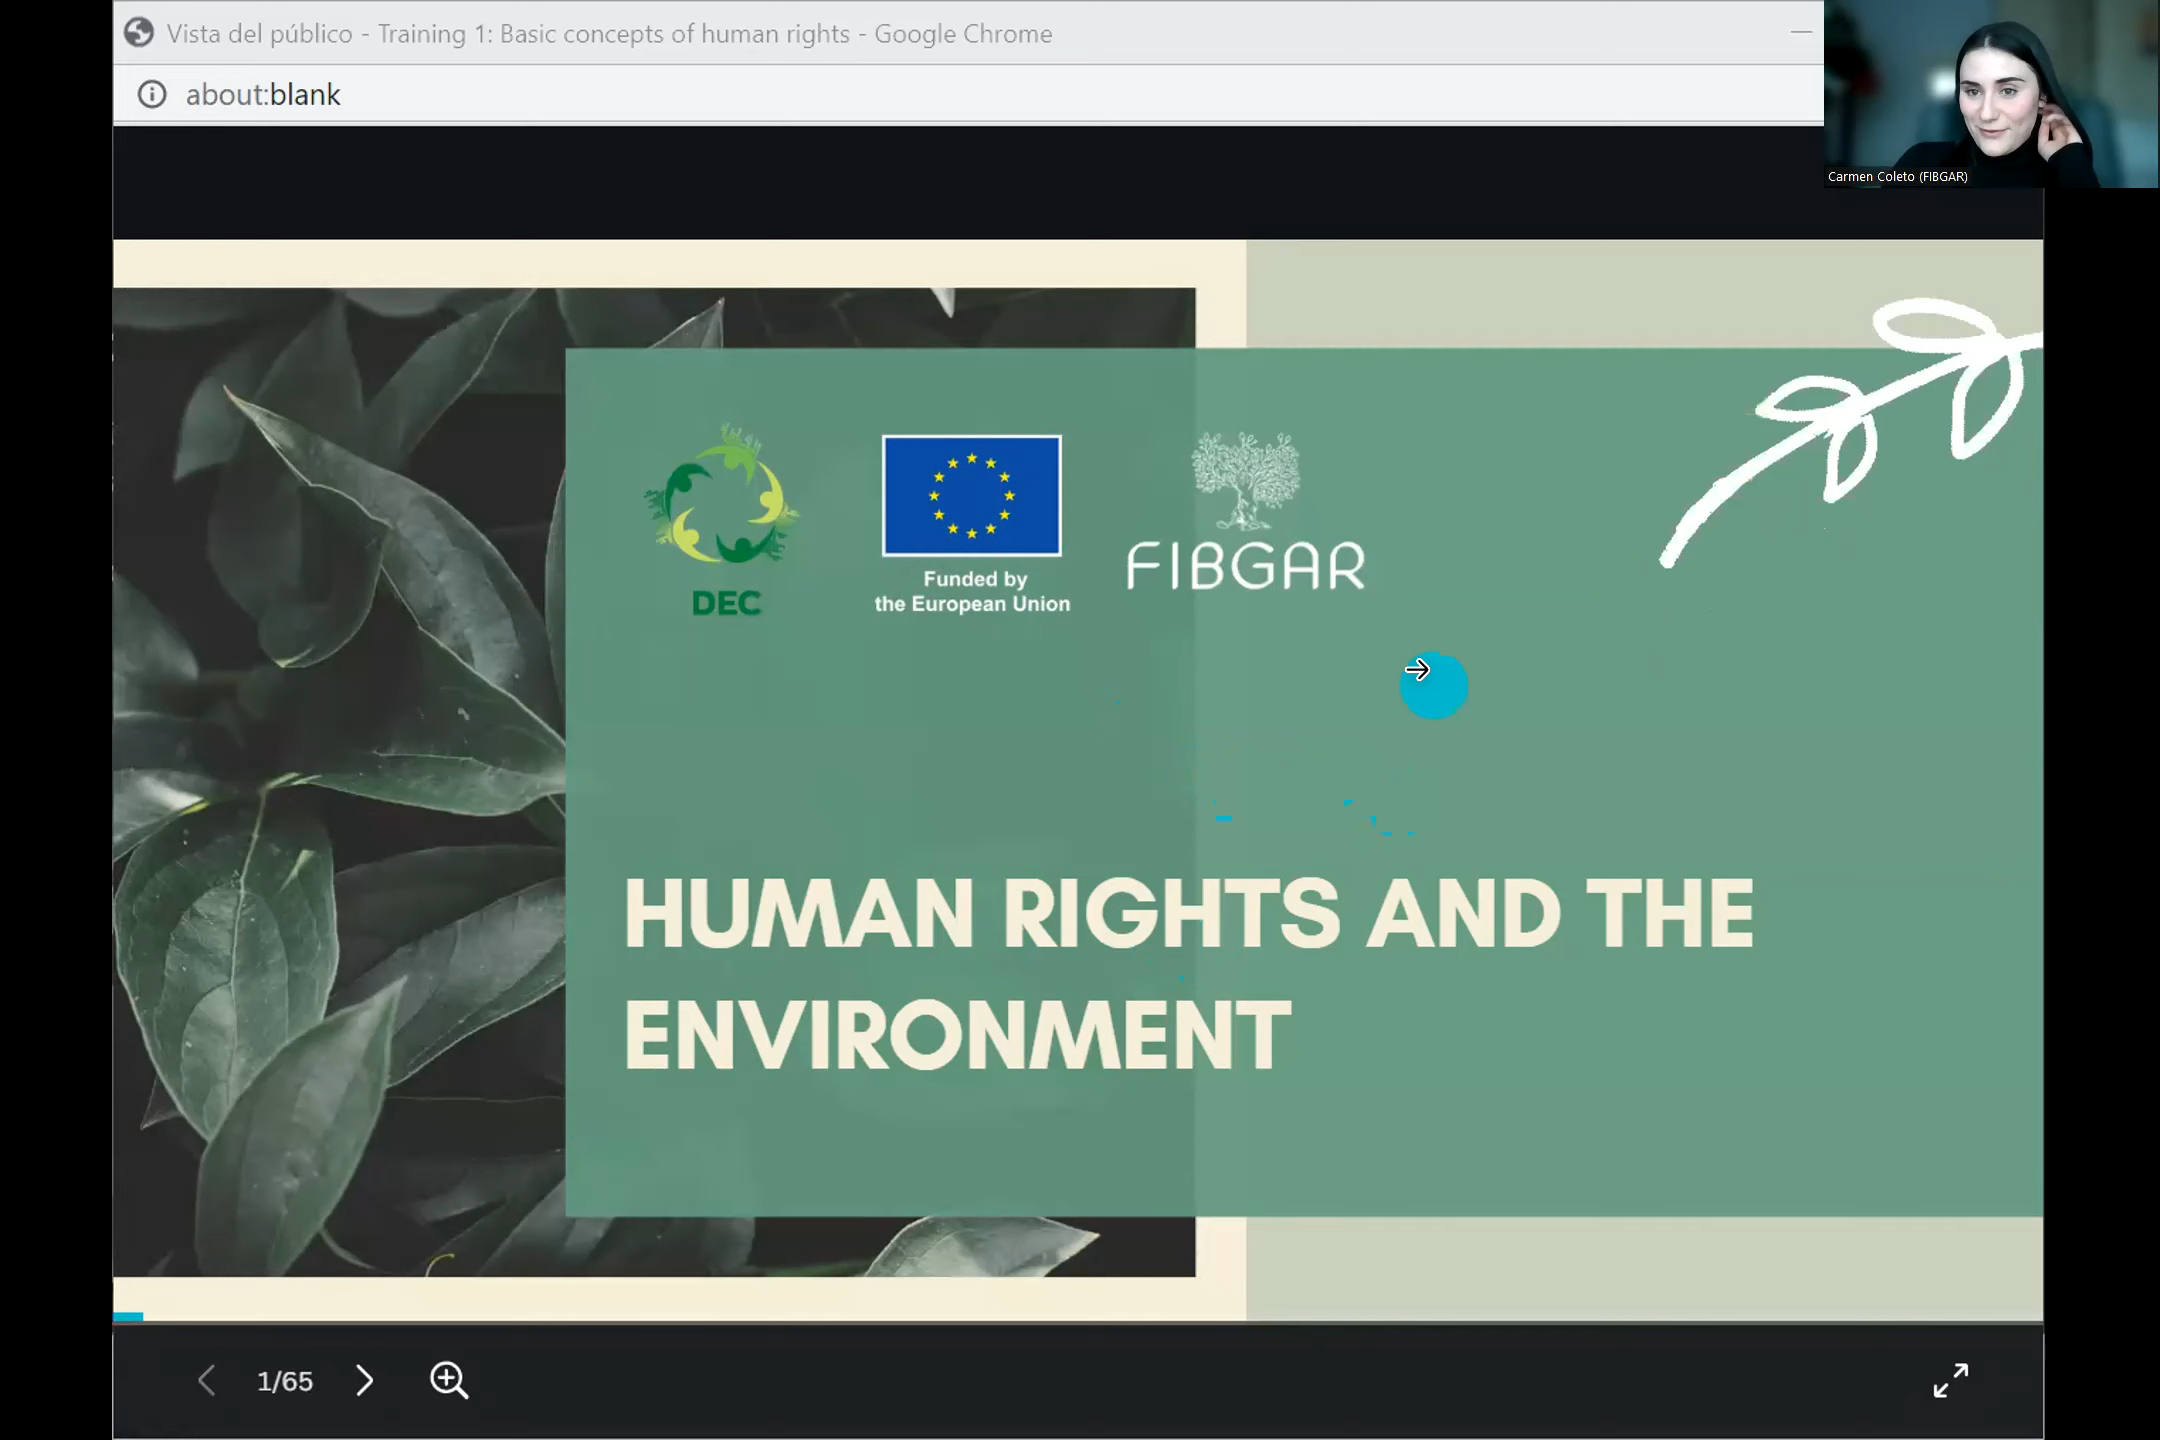 Vista del público - Training 1: Basic concepts of human rights - Google Chrome
about:blank
Carmen Coleto (FIBGAR)
DEC
Funded by
the European Union
FIBGAR
HUMAN RIGHTS AND THE
ENVIRONMENT
1/65